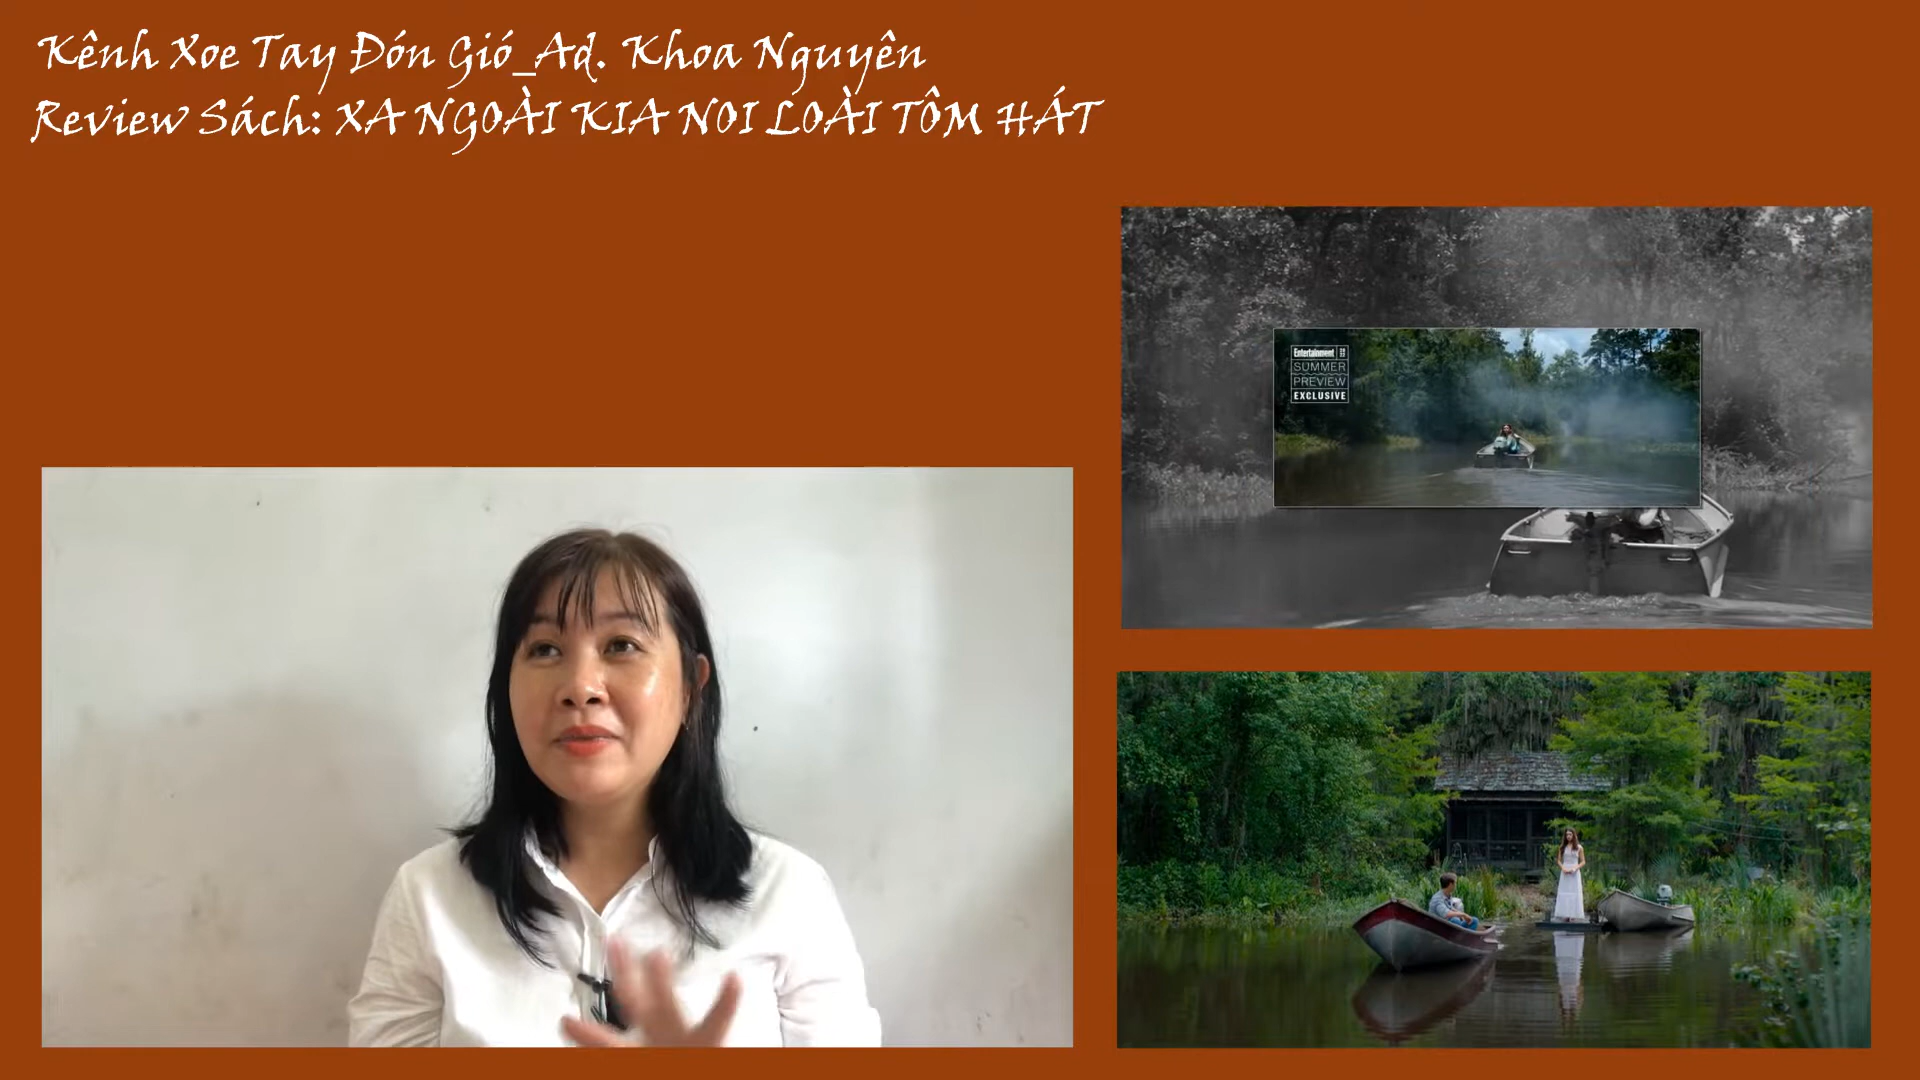 Kênh Xoe Tay Đón Gió_Ad. Khoa Nguyên
Review Sách: XA NGOÀI KIA NOI LOÀI TÔM HÁT
Entertainment
SUMMER
PREVIEW
EXCLUSIVE